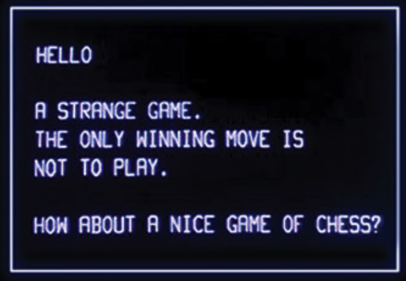 HELLO
A STRANGE GAME.
THE ONLY WINNING MOVE IS
NOT TO PLAY.
HOW ABOUT A NICE GAME OF CHESS?